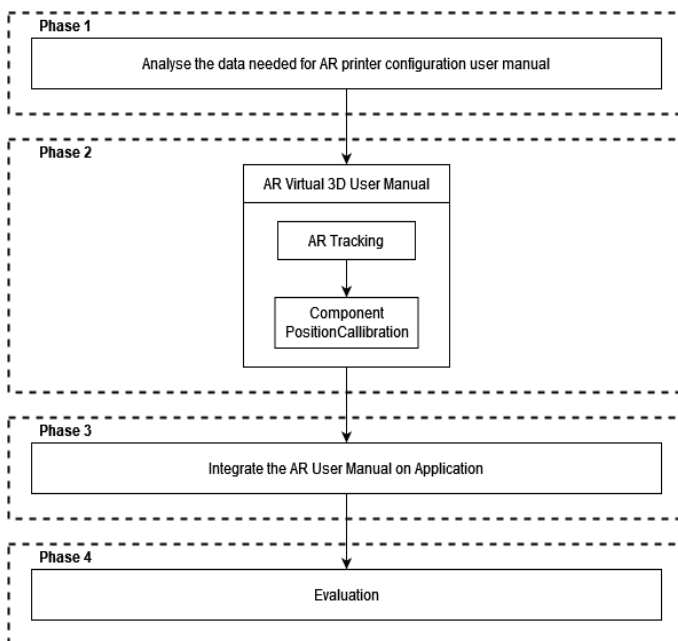 Phase 1
Analyse the data needed for AR printer configuration user manual
Phase 2
AR Virtual 3D User Manual
AR Tracking
Component
PositionCallibration
Phase 3
Integrate the AR User Manual on Application
Phase 4
Evaluation